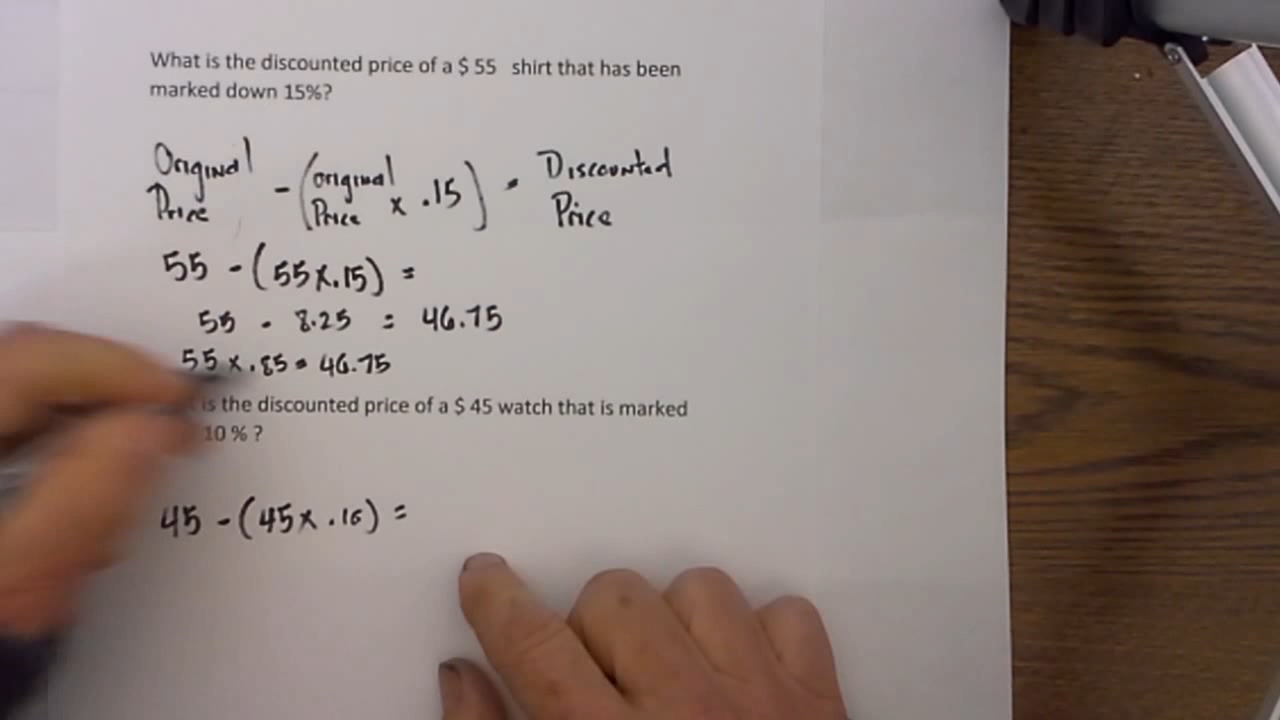 What is the discounted price of a $ 55 shirt that has been
marked down 15%?
Original Price - (original Price x .15) = Discounted Price
55 - (55x.15) =
55 - 8.25 = 46.75
55 x .85 = 46.75
is the discounted price of a $ 45 watch that is marked
10 % ?
45 - (45x .10) =